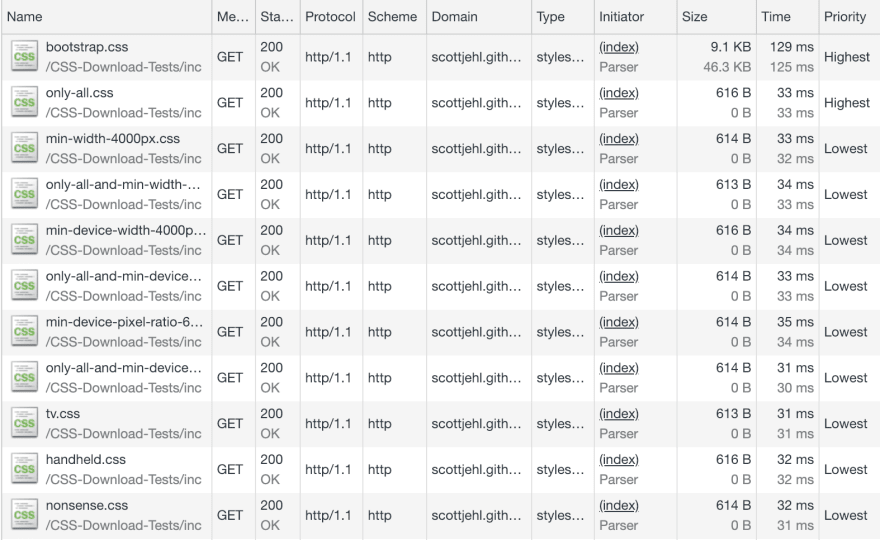 Name Me... Sta... Protocol Scheme Domain Type Initiator Size Time Priority
bootstrap.css 200 (index) 9.1 KB 129 ms
CSS GET http/1.1 http scottjehl.gith... styles... Highest
/CSS-Download-Tests/inc OK Parser 46.3 KB 125 ms
only-all.css 200 (index) 616 B 33 ms
CSS GET http/1.1 http scottjehl.gith... styles... Highest
/CSS-Download-Tests/inc OK Parser 0 B 33 ms
min-width-4000px.css 200 (index) 614 B 33 ms
CSS GET http/1.1 http scottjehl.gith... styles... Lowest
/CSS-Download-Tests/inc OK Parser 0 B 32 ms
only-all-and-min-width-... 200 (index) 613 B 34 ms
CSS GET http/1.1 http scottjehl.gith... styles... Lowest
/CSS-Download-Tests/inc OK Parser 0 B 33 ms
min-device-width-4000p... 200 (index) 616 B 34 ms
CSS GET http/1.1 http scottjehl.gith... styles... Lowest
/CSS-Download-Tests/inc OK Parser 0 B 34 ms
only-all-and-min-device... 200 (index) 614 B 33 ms
CSS GET http/1.1 http scottjehl.gith... styles... Lowest
/CSS-Download-Tests/inc OK Parser 0 B 33 ms
min-device-pixel-ratio-6... 200 (index) 614 B 35 ms
CSS GET http/1.1 http scottjehl.gith... styles... Lowest
/CSS-Download-Tests/inc OK Parser 0 B 34 ms
only-all-and-min-device... 200 (index) 614 B 31 ms
CSS GET http/1.1 http scottjehl.gith... styles... Lowest
/CSS-Download-Tests/inc OK Parser 0 B 30 ms
tv.css 200 (index) 613 B 31 ms
CSS GET http/1.1 http scottjehl.gith... styles... Lowest
/CSS-Download-Tests/inc OK Parser 0 B 31 ms
handheld.css 200 (index) 616 B 32 ms
CSS GET http/1.1 http scottjehl.gith... styles... Lowest
/CSS-Download-Tests/inc OK Parser 0 B 32 ms
nonsense.css 200 (index) 614 B 32 ms
CSS GET http/1.1 http scottjehl.gith... styles... Lowest
/CSS-Download-Tests/inc OK Parser 0 B 31 ms